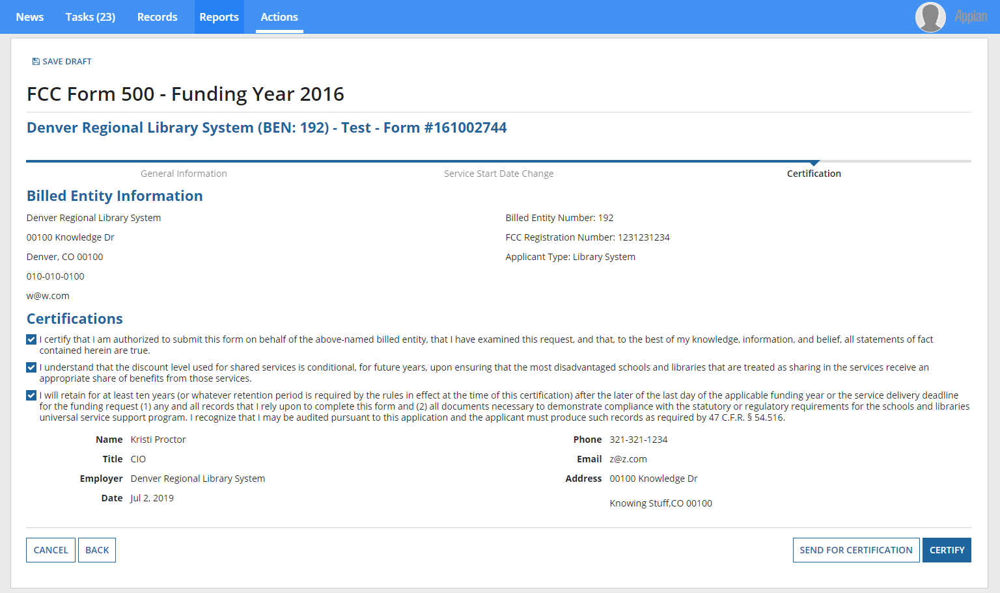 News Tasks (23) Records Reports Actions Appian
SAVE DRAFT
FCC Form 500 - Funding Year 2016
Denver Regional Library System (BEN: 192) - Test - Form #161002744
General Information Service Start Date Change Certification
Billed Entity Information
Denver Regional Library System Billed Entity Number: 192
00100 Knowledge Dr FCC Registration Number: 1231231234
Denver, CO 00100 Applicant Type: Library System
010-010-0100
w@w.com
Certifications
I certify that I am authorized to submit this form on behalf of the above-named billed entity, that I have examined this request, and that, to the best of my knowledge, information, and belief, all statements of fact
contained herein are true.
I understand that the discount level used for shared services is conditional, for future years, upon ensuring that the most disadvantaged schools and libraries that are treated as sharing in the services receive an
appropriate share of benefits from those services.
I will retain for at least ten years (or whatever retention period is required by the rules in effect at the time of this certification) after the later of the last day of the applicable funding year or the service delivery deadline
for the funding request (1) any and all records that I rely upon to complete this form and (2) all documents necessary to demonstrate compliance with the statutory or regulatory requirements for the schools and libraries
universal service support program. I recognize that I may be audited pursuant to this application and the applicant must produce such records as required by 47 C.F.R. § 54.516.
Name Kristi Proctor Phone 321-321-1234
Title CIO Email z@z.com
Employer Denver Regional Library System Address 00100 Knowledge Dr
Date Jul 2, 2019
Knowing Stuff,CO 00100
CANCEL BACK SEND FOR CERTIFICATION CERTIFY